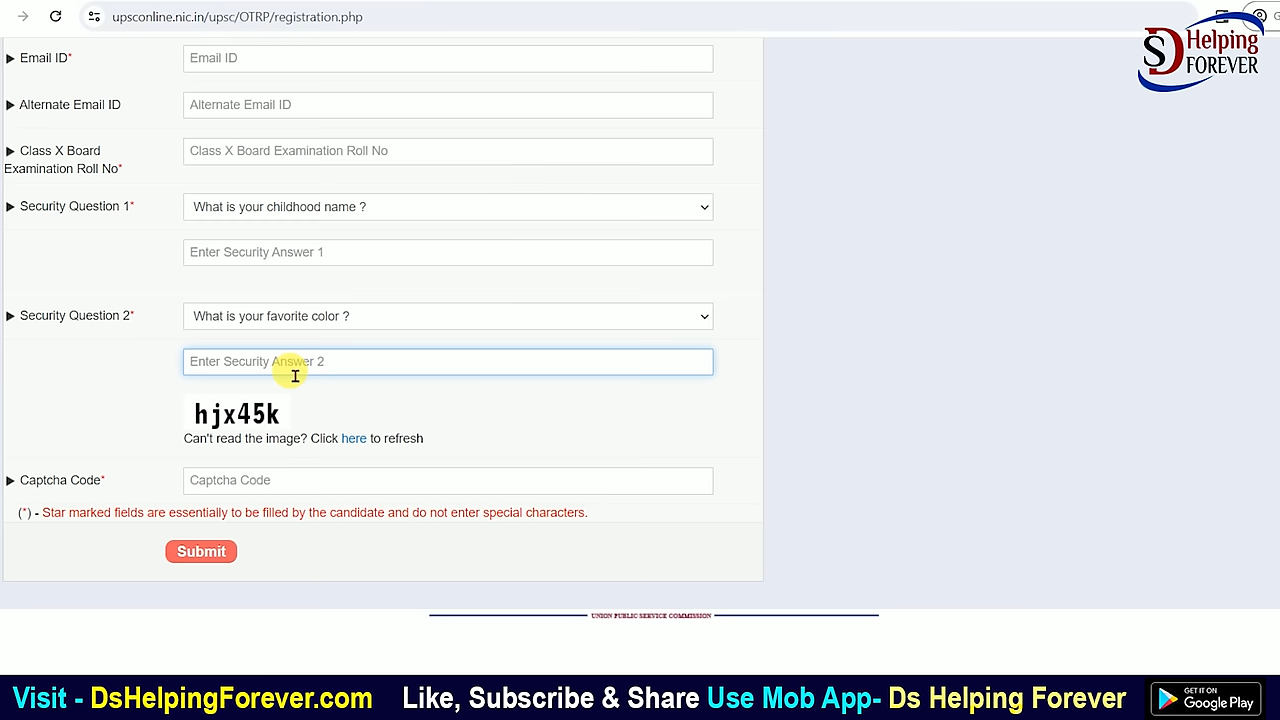 upsconline.nic.in/upsc/OTRP/registration.php
SD Helping
FOREVER
Email ID*
Email ID
Alternate Email ID
Alternate Email ID
Class X Board
Examination Roll No*
Class X Board Examination Roll No
Security Question 1*
What is your childhood name ?
Enter Security Answer 1
Security Question 2*
What is your favorite color ?
Enter Security Answer 2
hjx45k
Can't read the image? Click here to refresh
Captcha Code*
Captcha Code
(*) - Star marked fields are essentially to be filled by the candidate and do not enter special characters.
Submit
UNION PUBLIC SERVICE COMMISSION
Visit - DsHelpingForever.com Like, Subscribe & Share Use Mob App- Ds Helping Forever
GET IT ON
Google Play